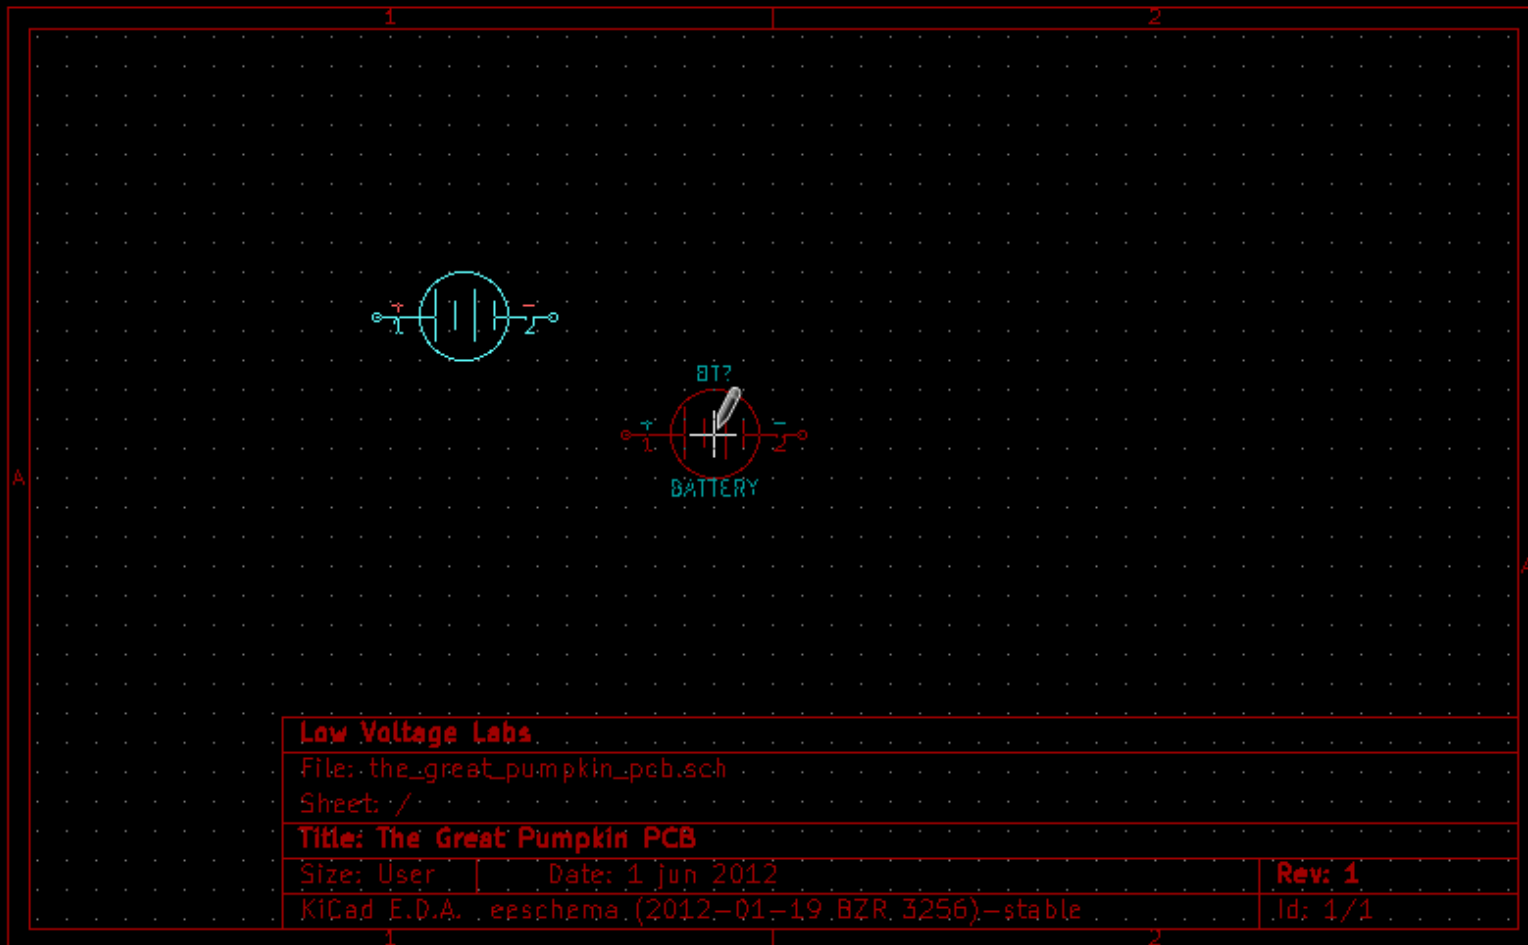 1 2
+ -
1 2
BT?
+ -
1 2
A
BATTERY
A
Low Voltage Labs
File: the_great_pumpkin_pcb.sch
Sheet: /
Title: The Great Pumpkin PCB
Size: User Date: 1 jun 2012 Rev: 1
KiCad E.D.A. eeschema (2012-01-19 BZR 3256)-stable Id: 1/1
1 2